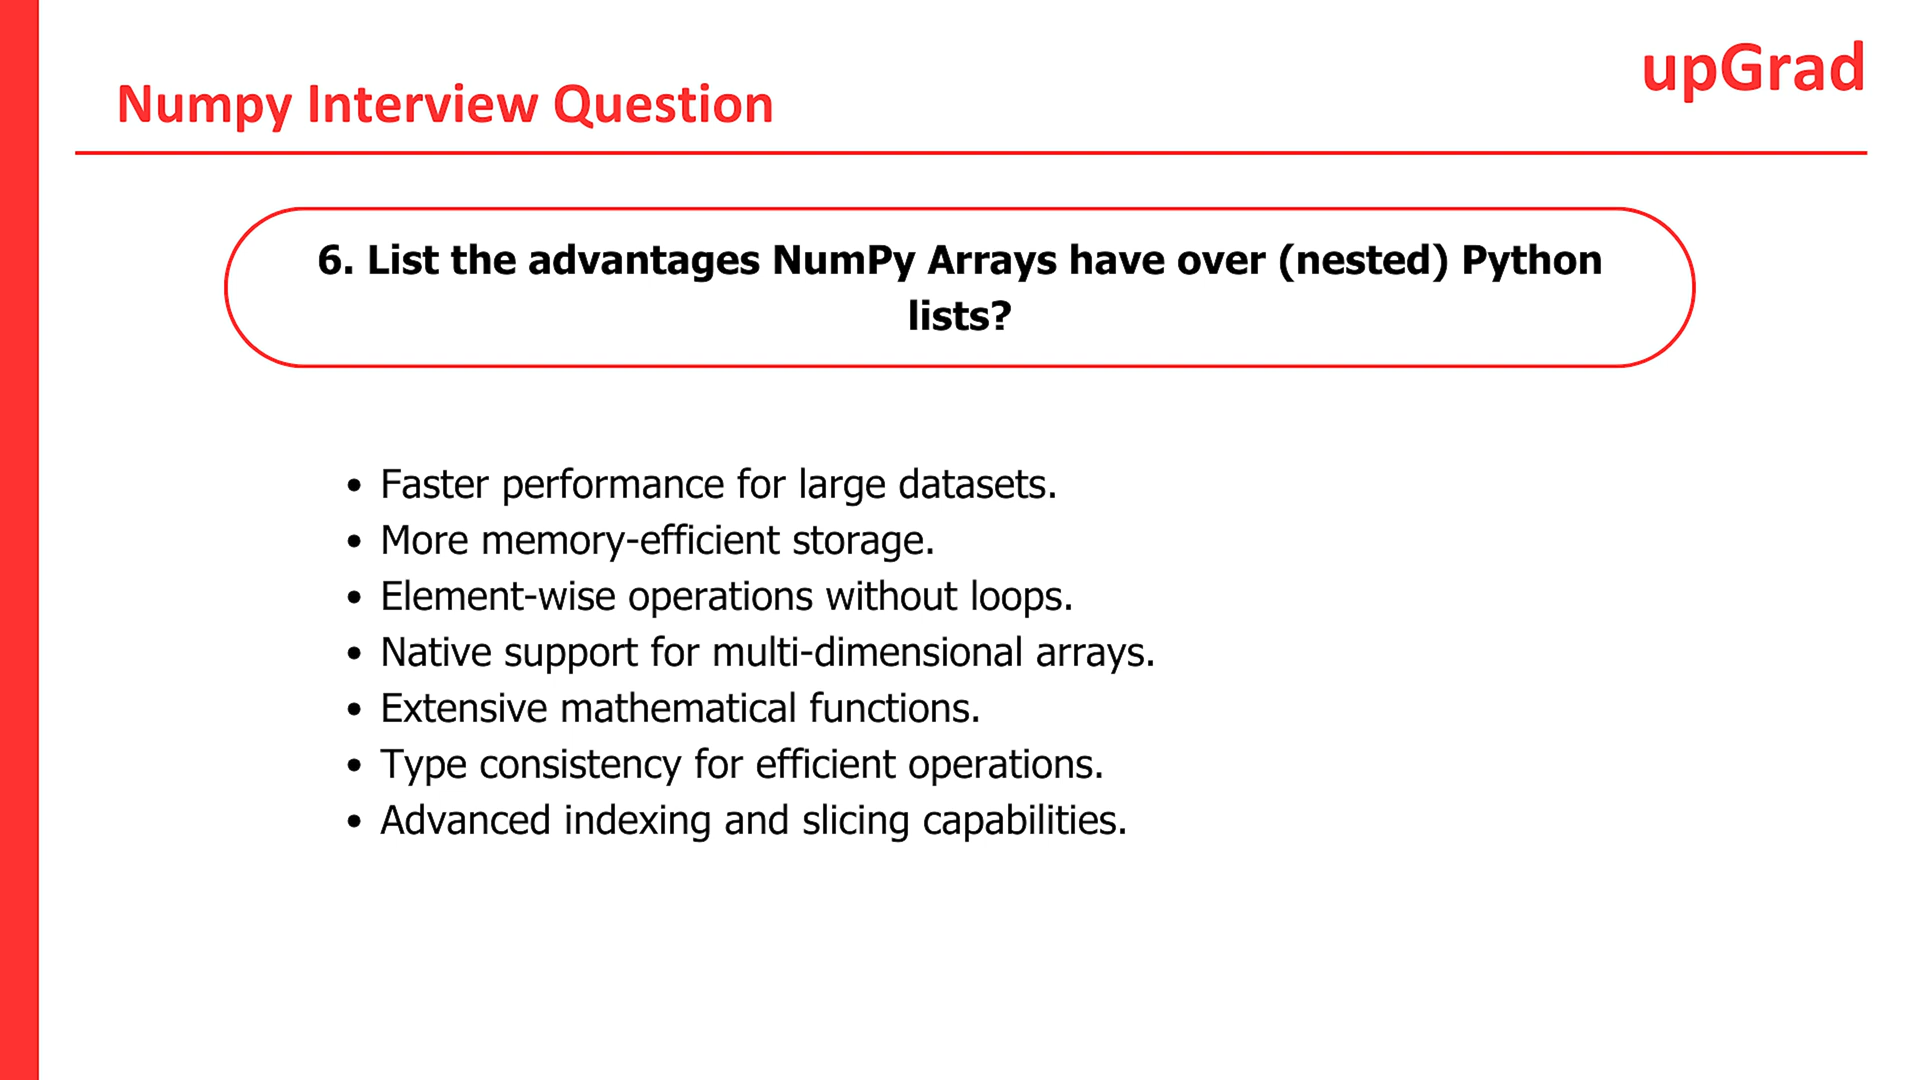 upGrad
Numpy Interview Question
6. List the advantages NumPy Arrays have over (nested) Python
lists?
• Faster performance for large datasets.
• More memory-efficient storage.
• Element-wise operations without loops.
• Native support for multi-dimensional arrays.
• Extensive mathematical functions.
• Type consistency for efficient operations.
• Advanced indexing and slicing capabilities.